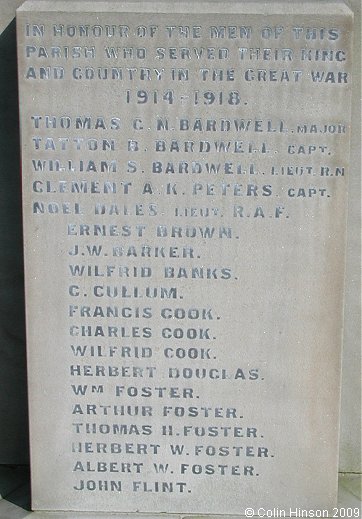 IN HONOUR OF THE MEN OF THIS
PARISH WHO SERVED THEIR KING
AND COUNTRY IN THE GREAT WAR
1914-1918.
THOMAS G. N. BARDWELL. MAJOR
TATTON B. BARDWELL. CAPT.
WILLIAM S. BARDWELL. LIEUT. R.N
CLEMENT A. K. PETERS. CAPT.
NOEL DALES. LIEUT. R.A.F.
ERNEST BROWN.
J.W. BARKER.
WILFRID BANKS.
C. CULLUM.
FRANCIS COOK.
CHARLES COOK.
WILFRID COOK.
HERBERT DOUGLAS.
WM FOSTER.
ARTHUR FOSTER.
THOMAS H. FOSTER.
HERBERT W. FOSTER.
ALBERT W. FOSTER.
JOHN FLINT.
©Colin Hinson 2009